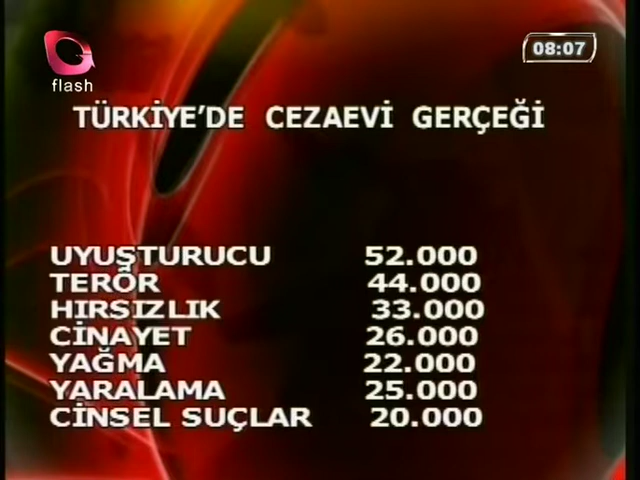 flash
08:07
TÜRKİYE'DE CEZAEVİ GERÇEĞİ
UYUŞTURUCU 52.000
TERÖR 44.000
HIRSIZLIK 33.000
CİNAYET 26.000
YAĞMA 22.000
YARALAMA 25.000
CİNSEL SUÇLAR 20.000